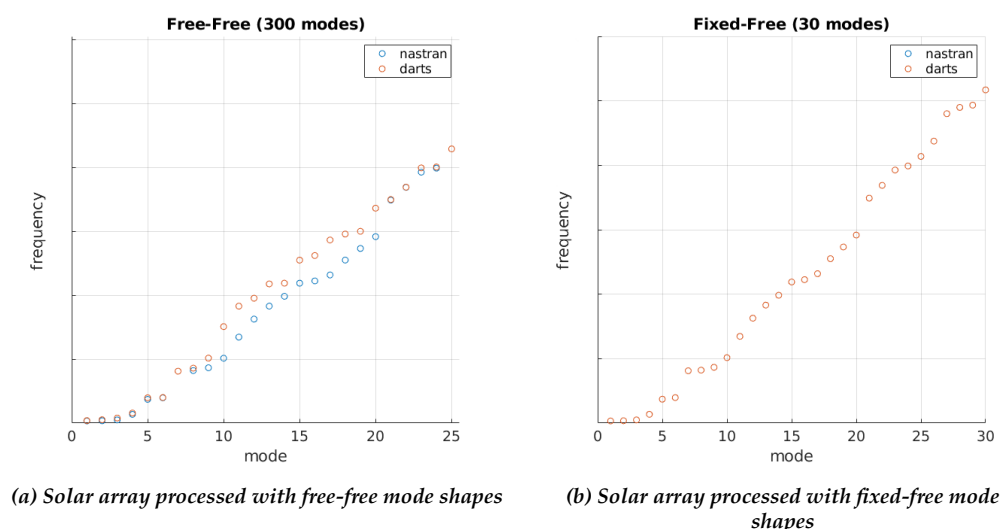 Free-Free (300 modes)
nastran
darts
frequency
0 5 10 15 20 25
mode
(a) Solar array processed with free-free mode shapes
Fixed-Free (30 modes)
nastran
darts
frequency
0 5 10 15 20 25 30
mode
(b) Solar array processed with fixed-free mode
shapes